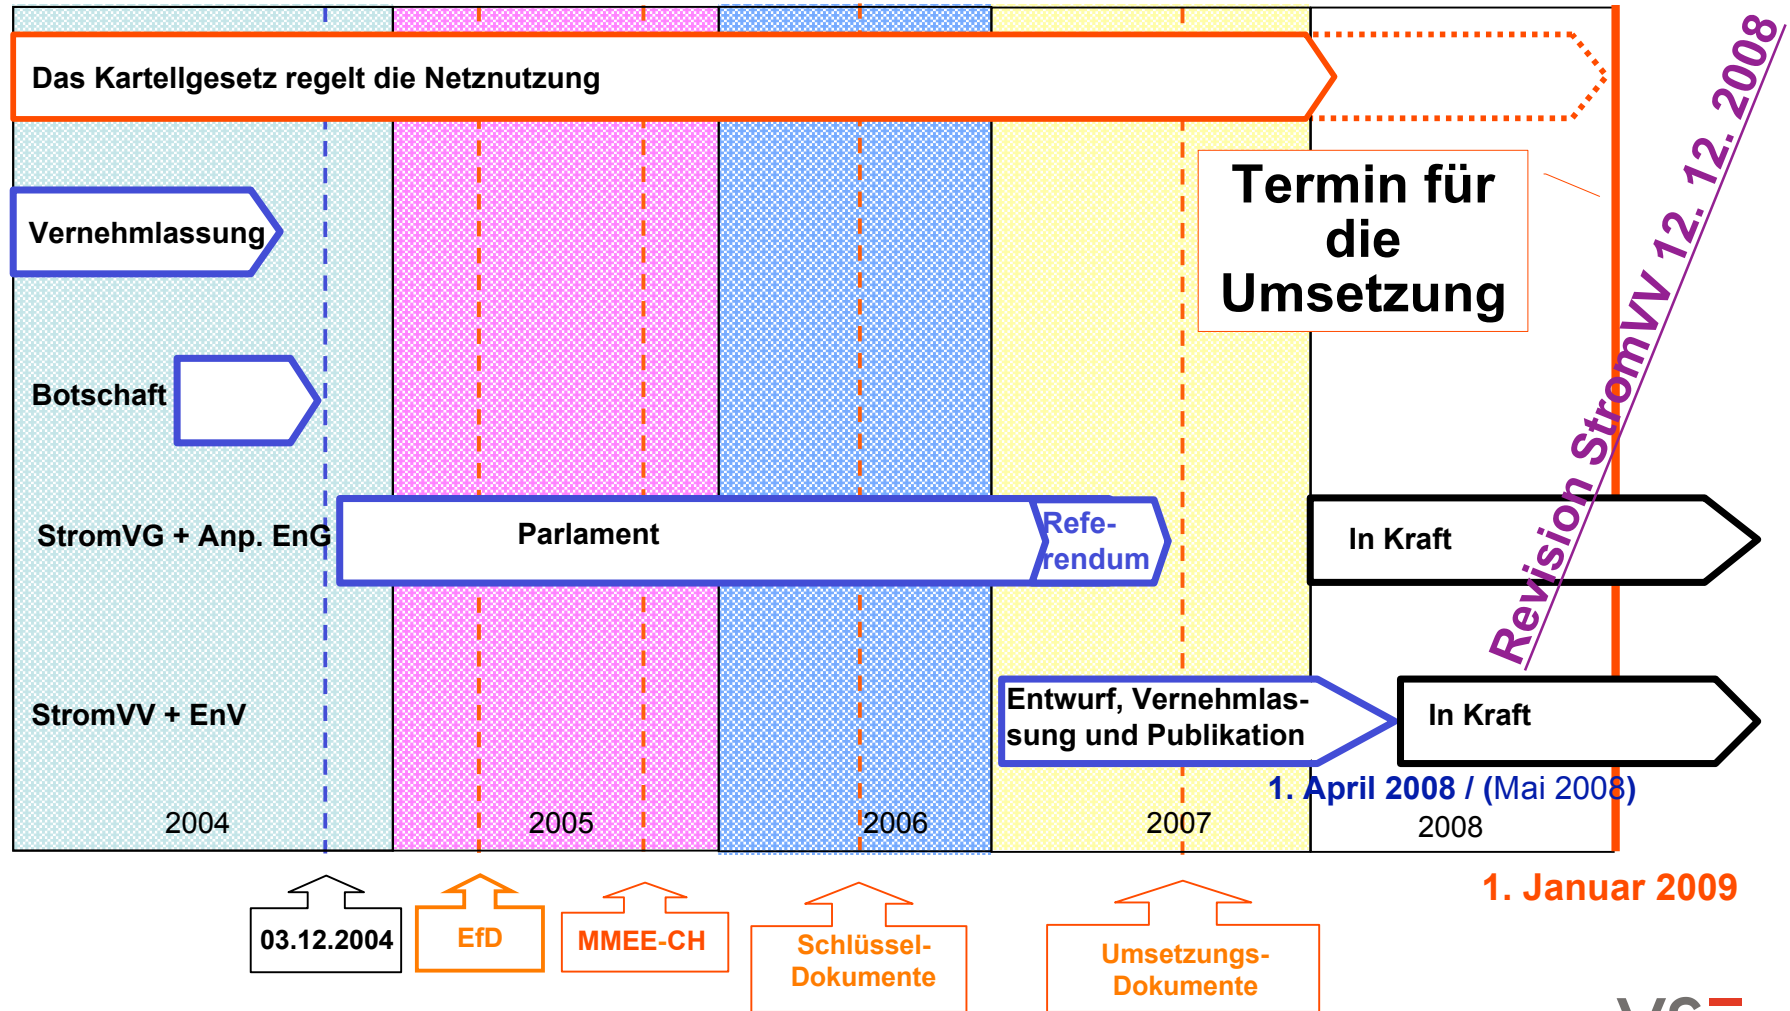 Das Kartellgesetz regelt die Netznutzung
Termin für
die
Umsetzung
Revision StromVV 12. 12. 2008
Vernehmlassung
Botschaft
StromVG + Anp. EnG
Parlament
Refe-
rendum
In Kraft
StromVV + EnV
Entwurf, Vernehmlas-
sung und Publikation
In Kraft
1. April 2008 / (Mai 2008)
2004
2005
2006
2007
2008
1. Januar 2009
03.12.2004
EfD
MMEE-CH
Schlüssel-
Dokumente
Umsetzungs-
Dokumente